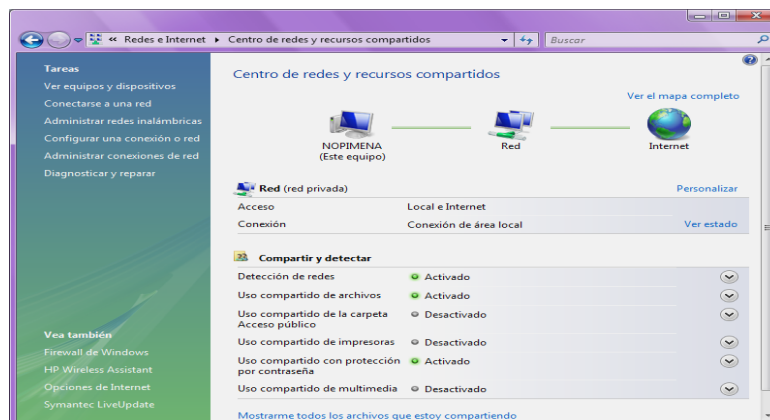 « Redes e Internet ▸ Centro de redes y recursos compartidos
Buscar
Tareas
Ver equipos y dispositivos
Conectarse a una red
Administrar redes inalámbricas
Configurar una conexión o red
Administrar conexiones de red
Diagnosticar y reparar
Vea también
Firewall de Windows
HP Wireless Assistant
Opciones de Internet
Symantec LiveUpdate
Centro de redes y recursos compartidos
Ver el mapa completo
NOPIMENA
(Este equipo)
Red
Internet
Red (red privada)
Personalizar
Acceso Local e Internet
Conexión Conexión de área local Ver estado
Compartir y detectar
Detección de redes Activado
Uso compartido de archivos Activado
Uso compartido de la carpeta Desactivado
Acceso público
Uso compartido de impresoras Desactivado
Uso compartido con protección Activado
por contraseña
Uso compartido de multimedia Desactivado
Mostrarme todos los archivos que estoy compartiendo